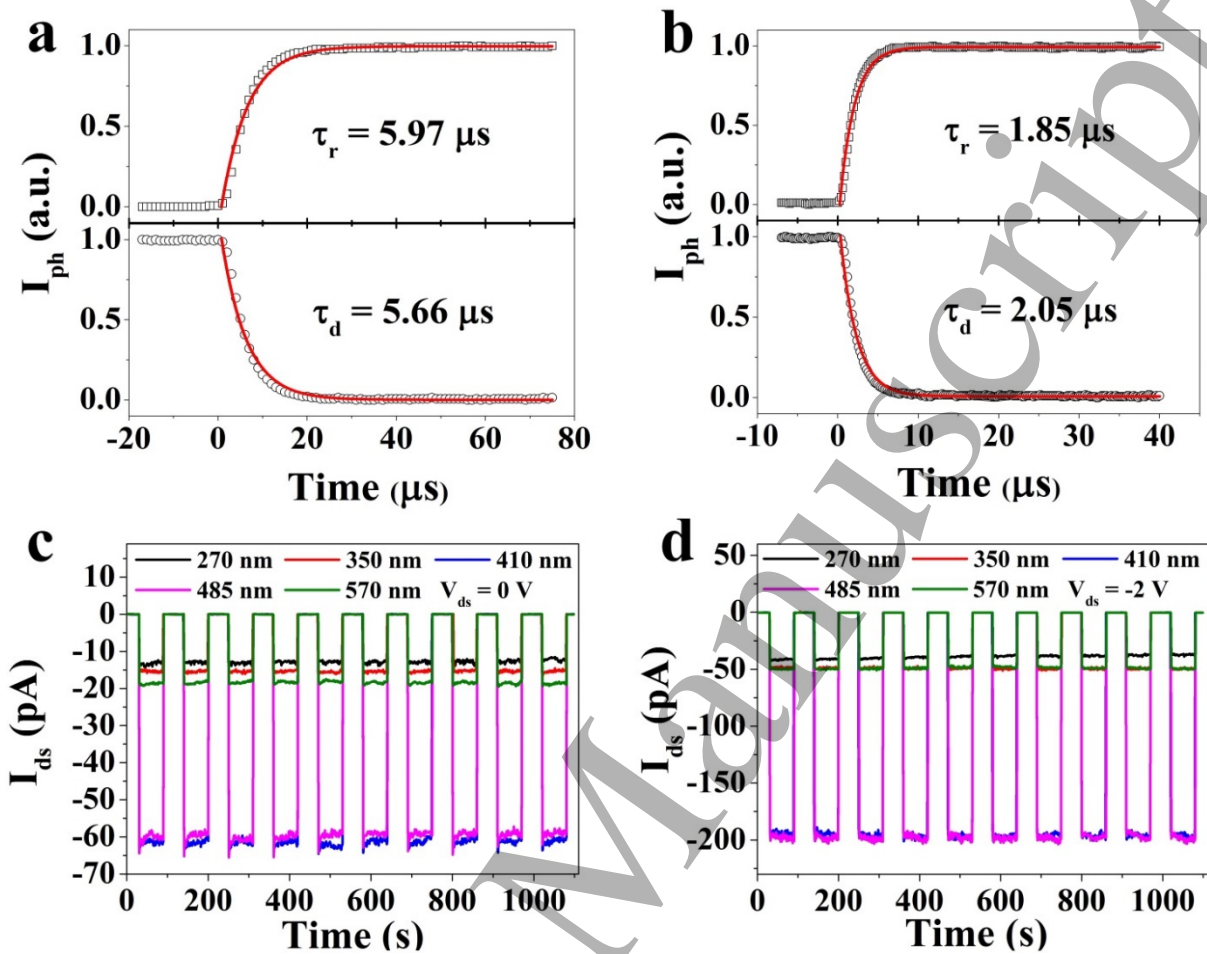 a
1.0
0.5
0.0
τr = 5.97 μs
1.0
0.5
0.0
τd = 5.66 μs
Iph (a.u.)
-20 0 20 40 60 80
Time (μs)
b
1.0
0.5
0.0
τr = 1.85 μs
1.0
0.5
0.0
τd = 2.05 μs
Iph (a.u.)
-10 0 10 20 30 40
Time (μs)
c
270 nm 350 nm 410 nm
485 nm 570 nm Vds = 0 V
10
0
-10
-20
-30
-40
-50
-60
-70
Ids (pA)
0 200 400 600 800 1000
Time (s)
d
270 nm 350 nm 410 nm
485 nm 570 nm Vds = -2 V
50
0
-50
-100
-150
-200
Ids (pA)
0 200 400 600 800 1000
Time (s)
Manuscript